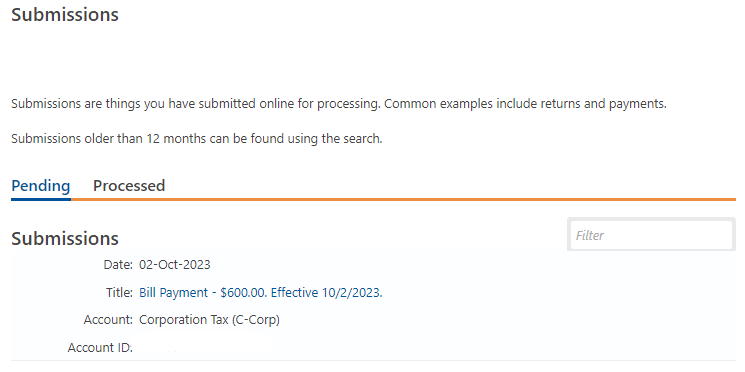 Submissions
Submissions are things you have submitted online for processing. Common examples include returns and payments.
Submissions older than 12 months can be found using the search.
Pending Processed
Submissions Filter
Date: 02-Oct-2023
Title: Bill Payment - $600.00. Effective 10/2/2023.
Account: Corporation Tax (C-Corp)
Account ID: